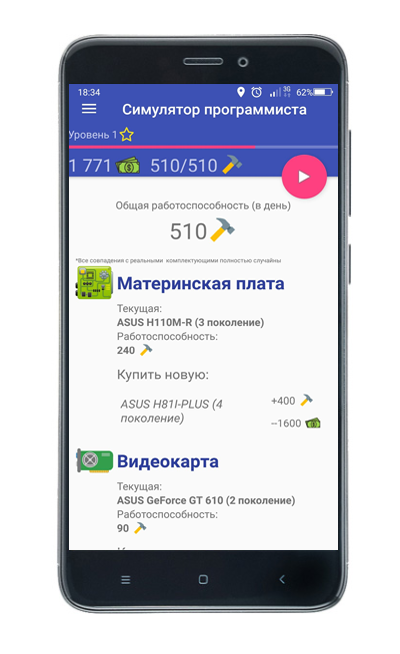 18:34 3G 62%
Симулятор программиста
Уровень 1
1 771 510/510
Общая работоспособность (в день)
510
*Все совпадения с реальными комплектующими полностью случайны
Материнская плата
Текущая:
ASUS H110M-R (3 поколение)
Работоспособность:
240
Купить новую:
ASUS H81I-PLUS (4
поколение)
+400
--1600
Видеокарта
Текущая:
ASUS GeForce GT 610 (2 поколение)
Работоспособность:
90